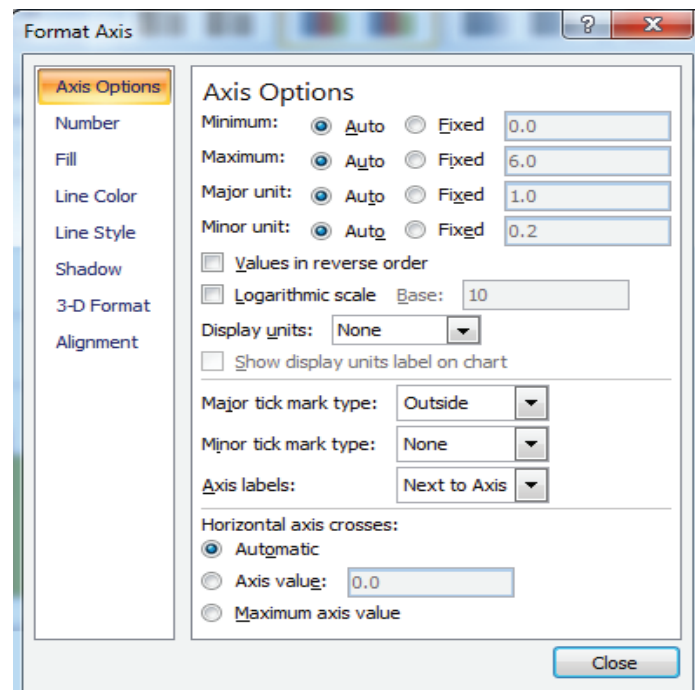 Format Axis
?
X
Axis Options
Number
Fill
Line Color
Line Style
Shadow
3-D Format
Alignment
Axis Options
Minimum: Auto Fixed 0.0
Maximum: Auto Fixed 6.0
Major unit: Auto Fixed 1.0
Minor unit: Auto Fixed 0.2
Values in reverse order
Logarithmic scale Base: 10
Display units: None
Show display units label on chart
Major tick mark type: Outside
Minor tick mark type: None
Axis labels: Next to Axis
Horizontal axis crosses:
Automatic
Axis value: 0.0
Maximum axis value
Close